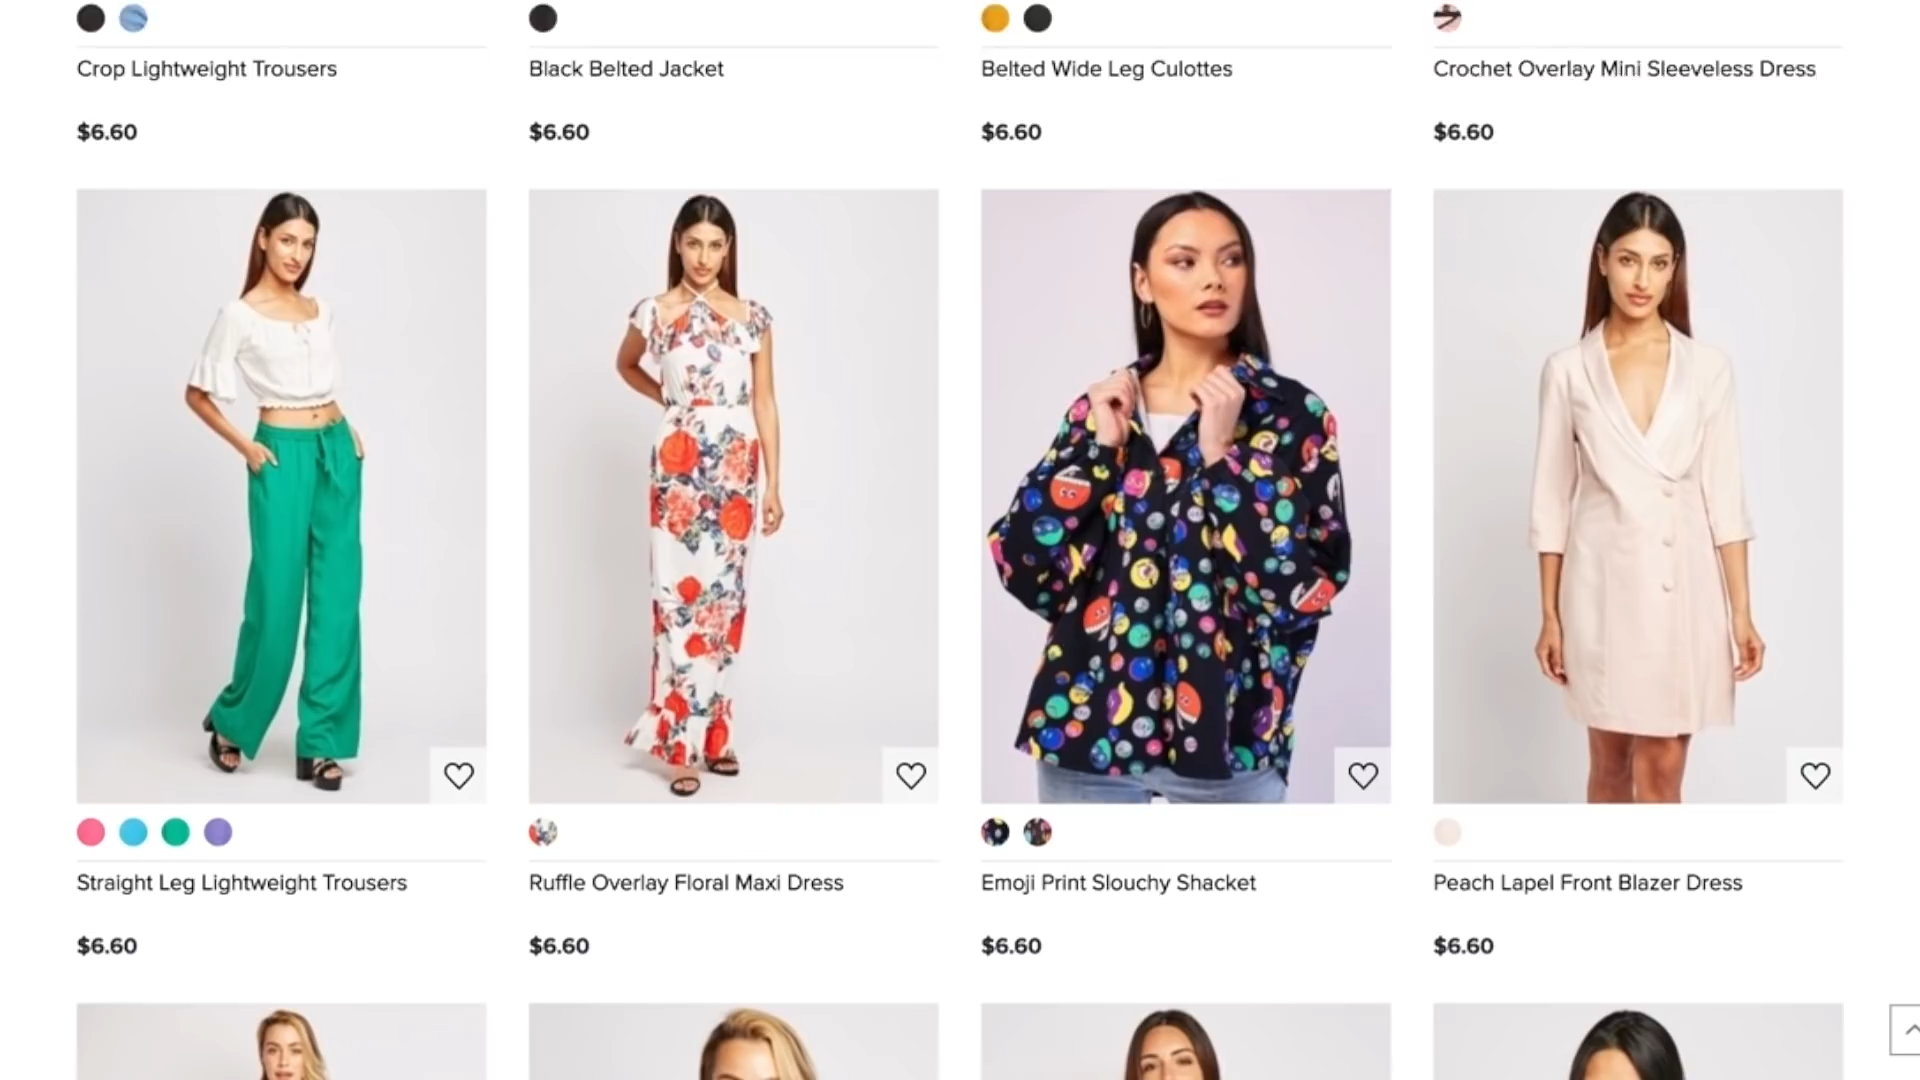 Crop Lightweight Trousers
Black Belted Jacket
Belted Wide Leg Culottes
Crochet Overlay Mini Sleeveless Dress
$6.60
$6.60
$6.60
$6.60
Straight Leg Lightweight Trousers
Ruffle Overlay Floral Maxi Dress
Emoji Print Slouchy Shacket
Peach Lapel Front Blazer Dress
$6.60
$6.60
$6.60
$6.60